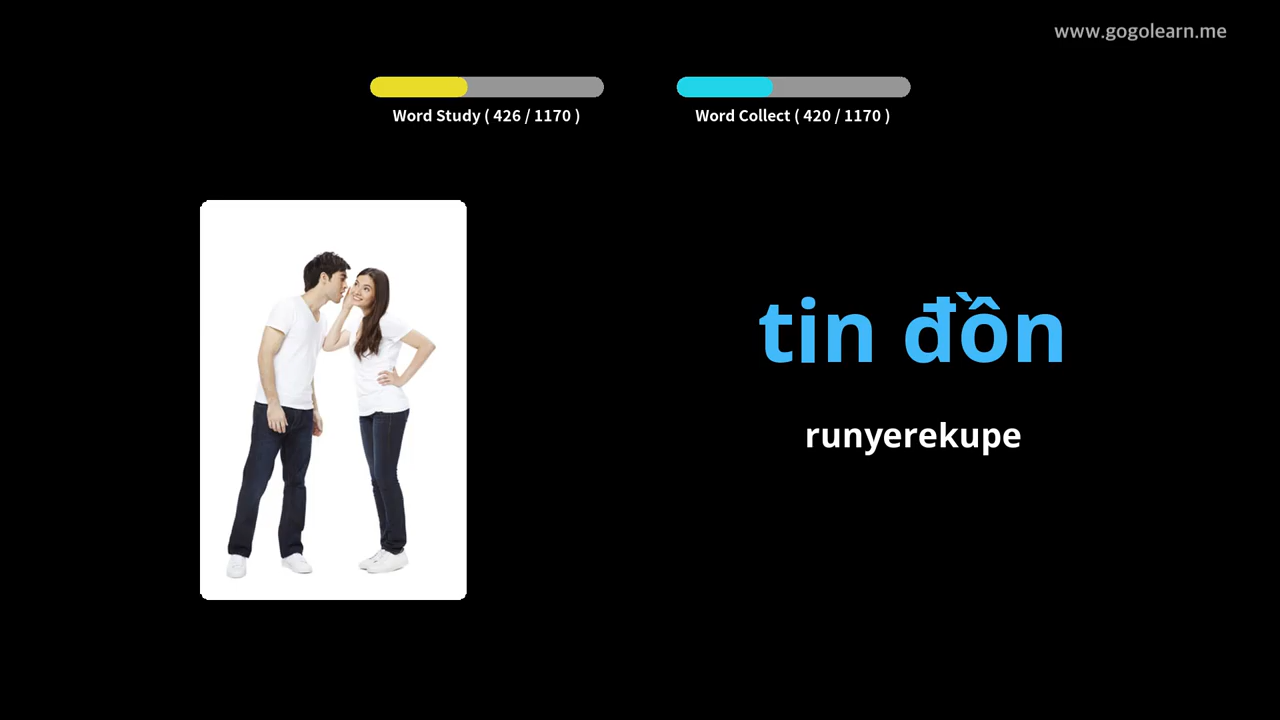 www.gogolearn.me
Word Study ( 426 / 1170 )
Word Collect ( 420 / 1170 )
tin đồn
runyerekupe